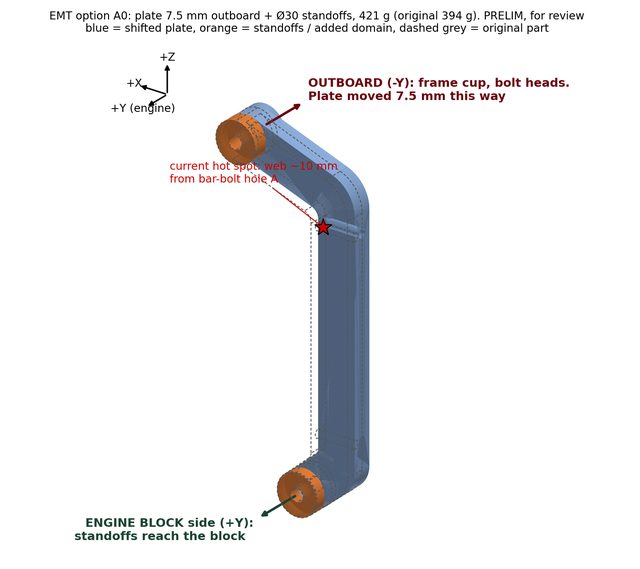 EMT option A0: plate 7.5 mm outboard + Ø30 standoffs, 421 g (original 394 g). PRELIM, for review
blue = shifted plate, orange = standoffs / added domain, dashed grey = original part
+Z
+X
+Y (engine)
OUTBOARD (-Y): frame cup, bolt heads.
Plate moved 7.5 mm this way
current hot spot: web ~10 mm
from bar-bolt hole A
ENGINE BLOCK side (+Y):
standoffs reach the block